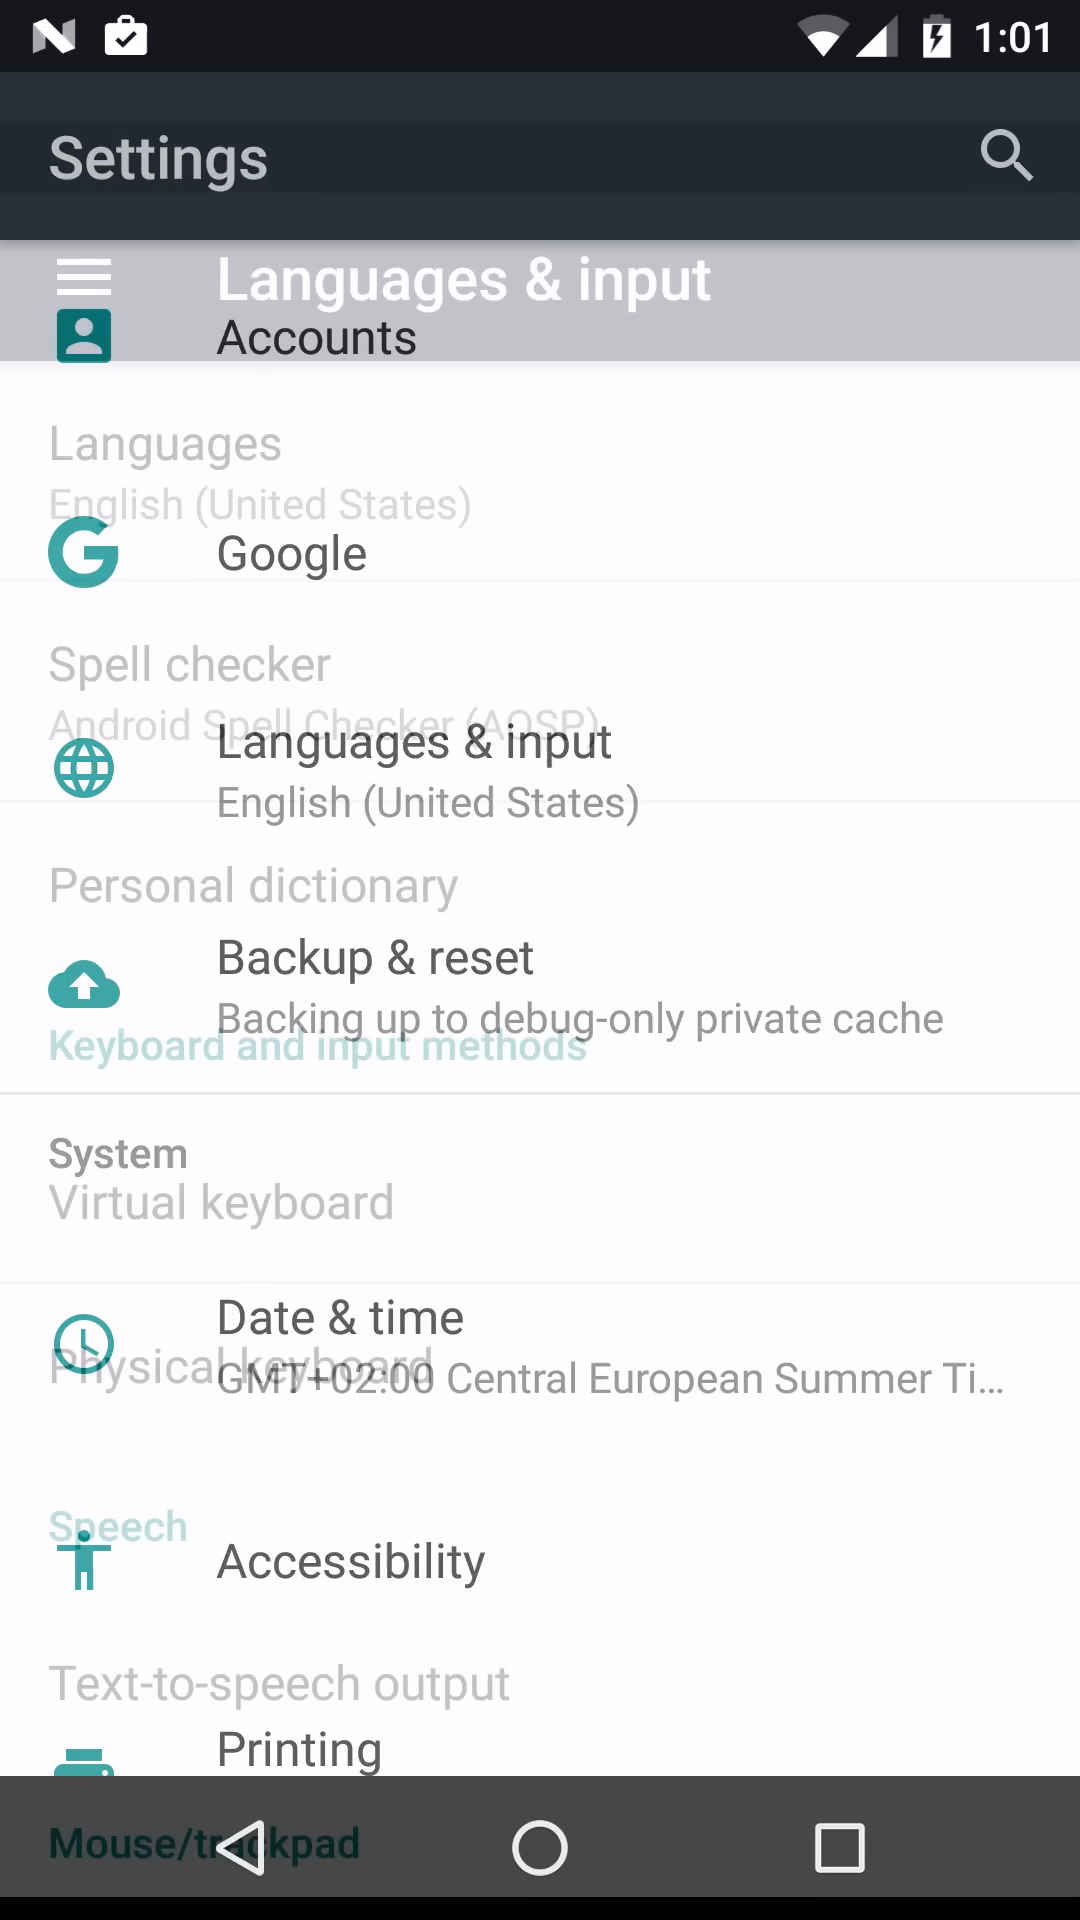 1:01
Settings
Languages & input
Accounts
Languages
English (United States)
Google
Spell checker
Android Spell Checker (AOSP)
Languages & input
English (United States)
Personal dictionary
Backup & reset
Backing up to debug-only private cache
Keyboard and input methods
System
Virtual keyboard
Date & time
Physical keyboard
GMT+02:00 Central European Summer Ti...
Speech
Accessibility
Text-to-speech output
Printing
Mouse/trackpad